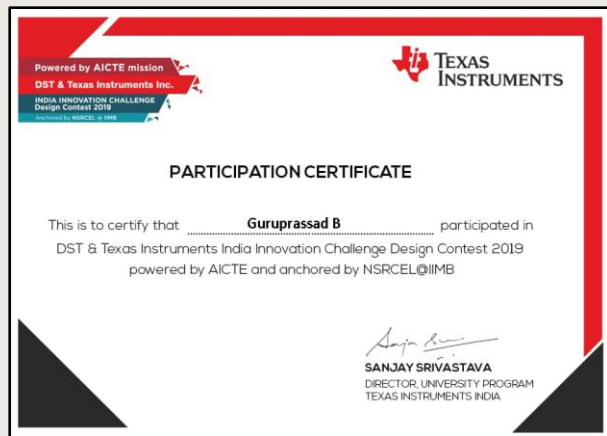 Powered by AICTE mission
DST & Texas Instruments Inc.
INDIA INNOVATION CHALLENGE
Design Contest 2019
Anchored by NSRCEL @ IIMB
TEXAS
INSTRUMENTS
PARTICIPATION CERTIFICATE
This is to certify that Guruprassad B participated in
DST & Texas Instruments India Innovation Challenge Design Contest 2019
powered by AICTE and anchored by NSRCEL@IIMB
SANJAY SRIVASTAVA
DIRECTOR, UNIVERSITY PROGRAM
TEXAS INSTRUMENTS INDIA